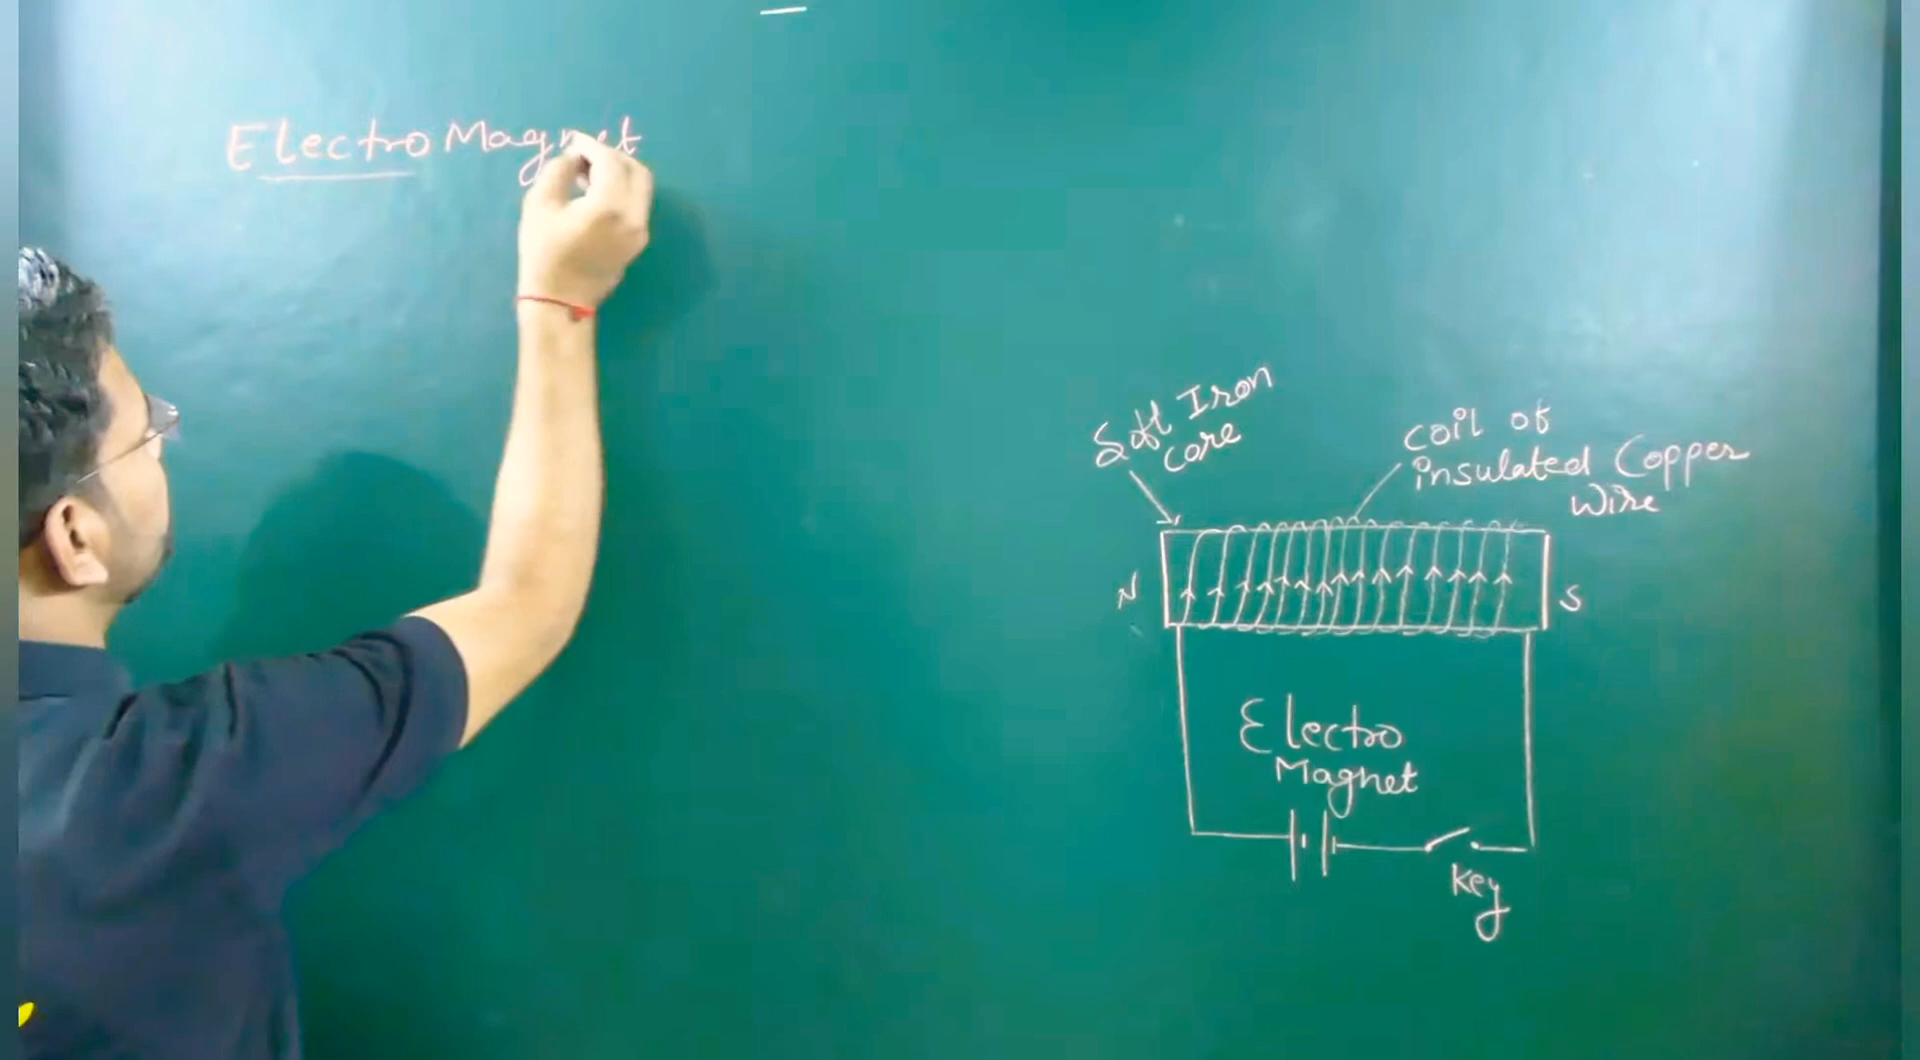 Electro Magnet
Soft Iron
core
coil of
insulated Copper
wire
N
S
Electro
Magnet
Key